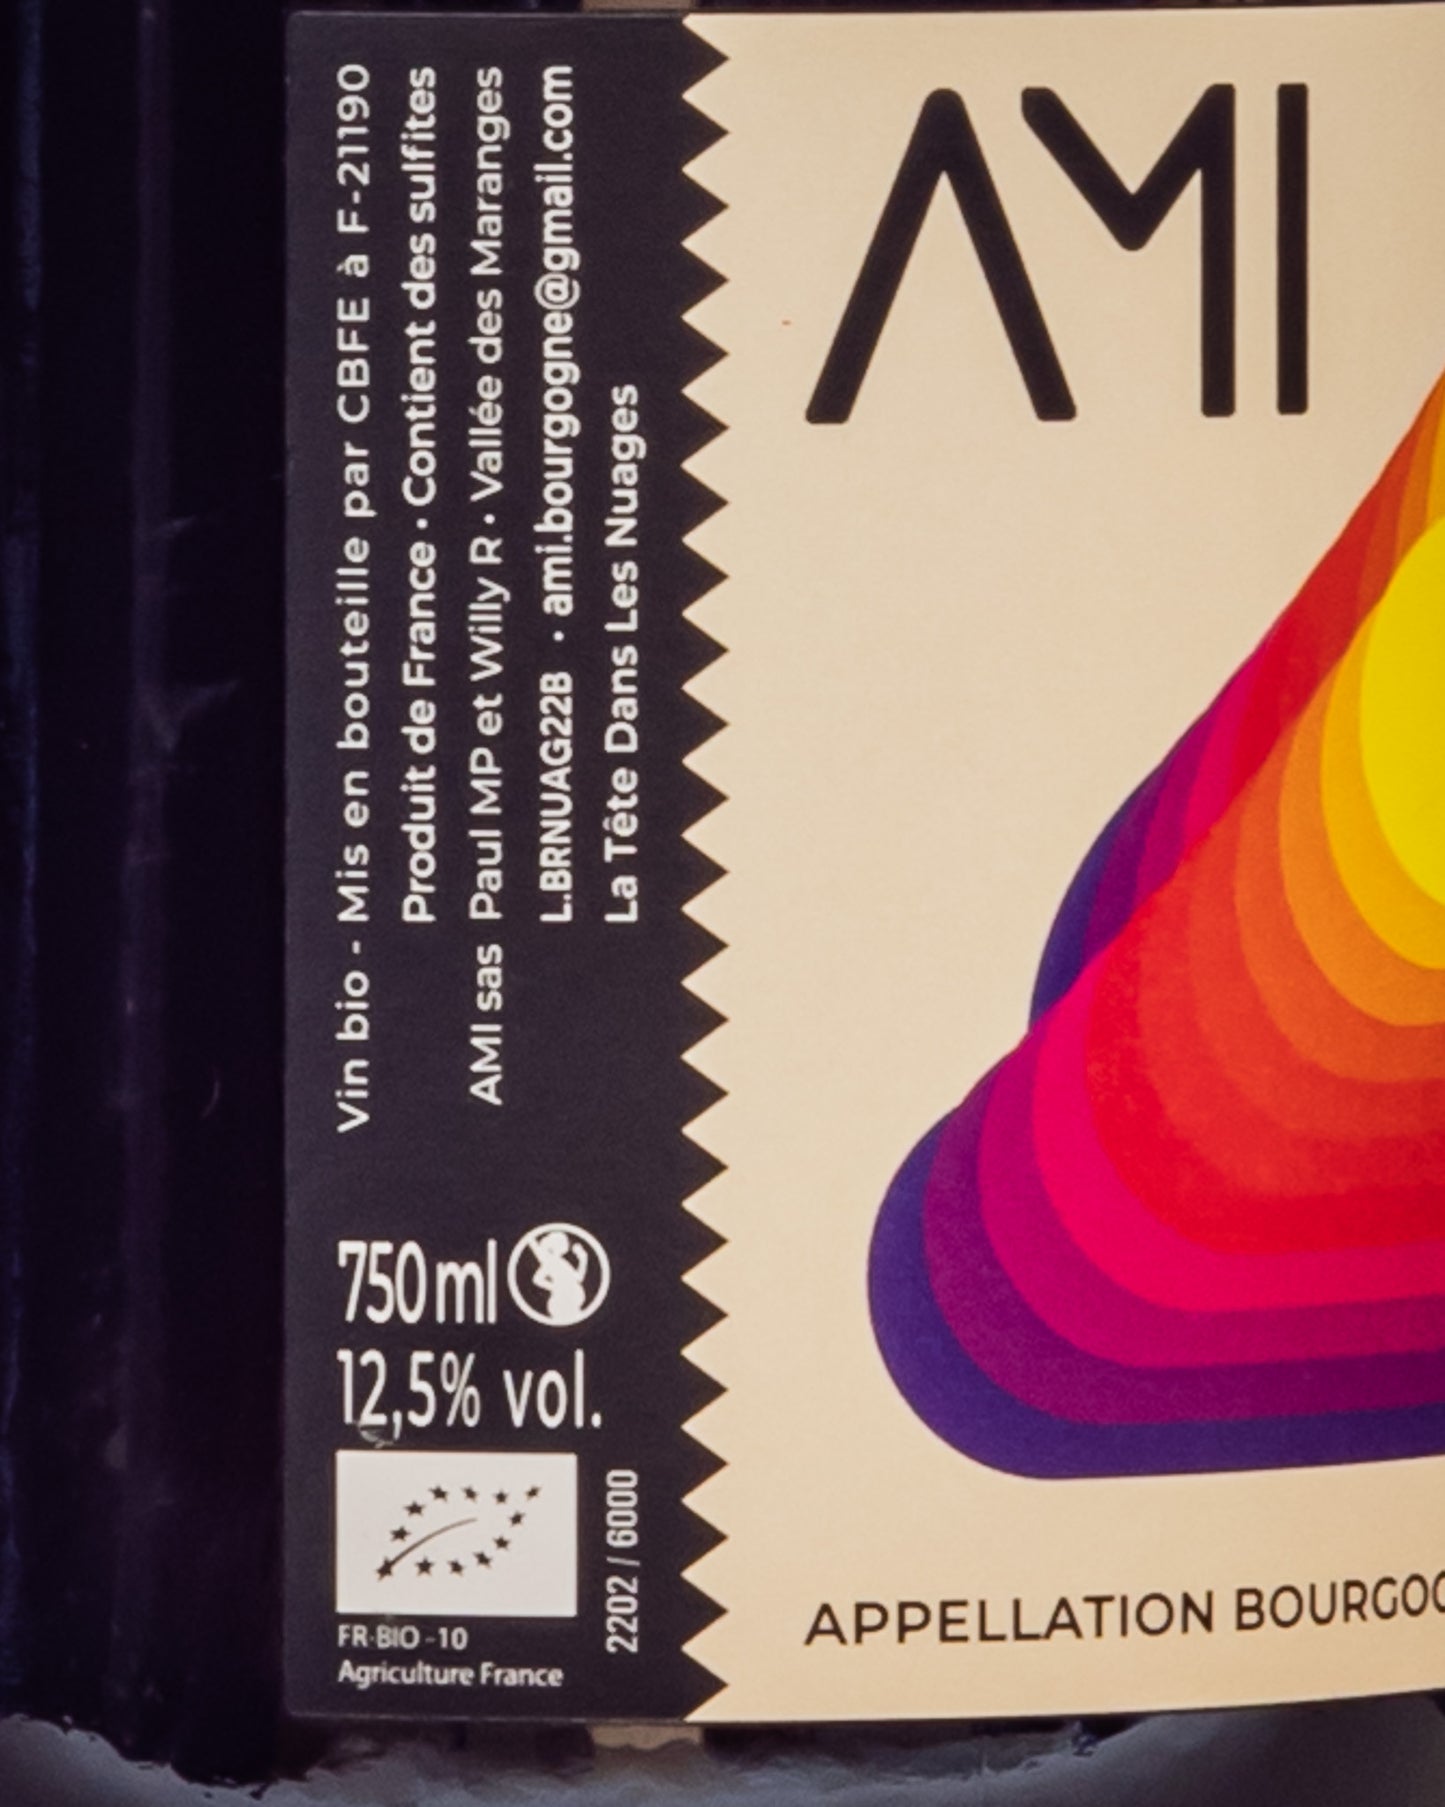 Vin bio - Mis en bouteille par CBFE à F-21190
Produit de France • Contient des sulfites
AMI sas Paul MP et Willy R • Vallée des Maranges
L.BRNUAG22B • ami.bourgogne@gmail.com
La Tête Dans Les Nuages
750 ml
12,5% vol.
2202 / 6000
FR-BIO-10
Agriculture France
AMI
APPELLATION